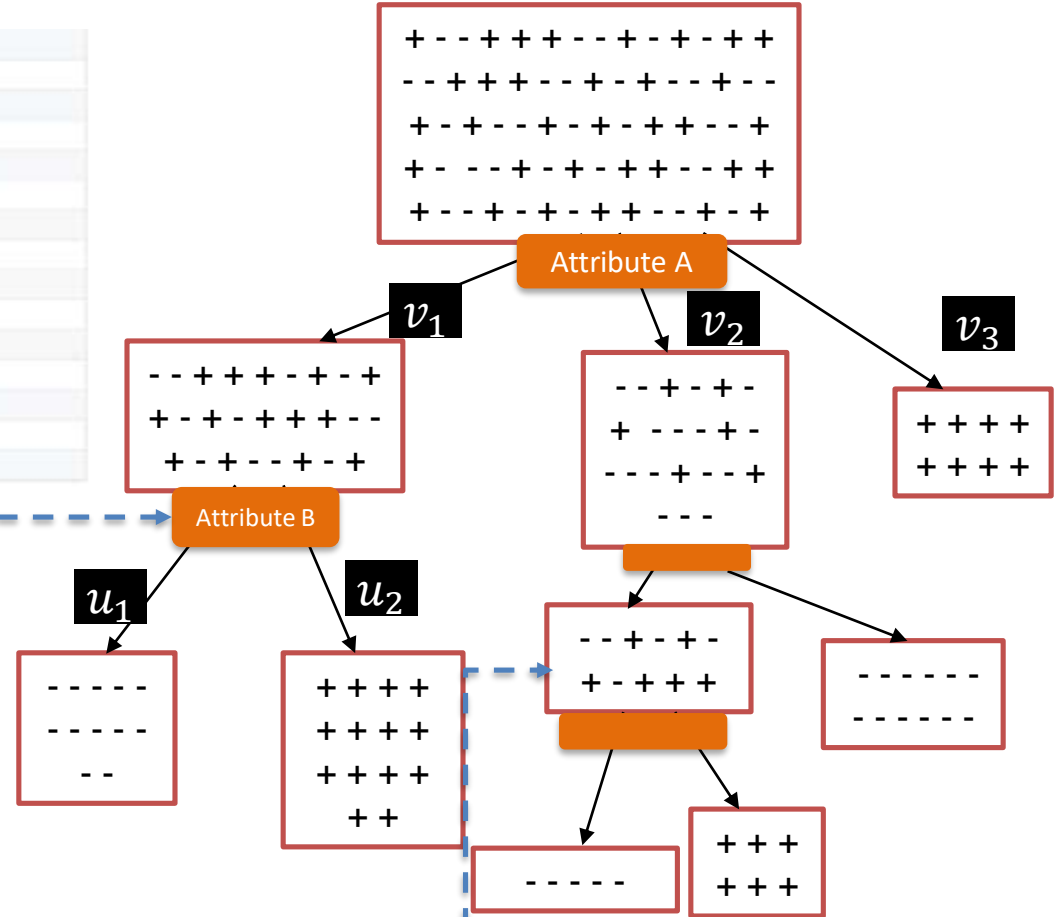 + - - + + + - - + - + - + +
- - + + + - - + - + - - + - -
+ - + - - + - + - + + - - +
+ - - - + - + - + + - - + +
+ - - + - + - + + - - + - +
Attribute A
v₁
v₂
v₃
- - + + + - + - +
+ - + - + + + - -
+ - + - - + - +
- - + - + -
+ - - - + -
- - - + - - +
- - -
+ + + +
+ + + +
Attribute B
u₁
u₂
- - - - -
- - - - -
- -
+ + + +
+ + + +
+ + + +
+ +
- - + - + -
+ - + + +
- - - - - -
- - - - - -
- - - - -
+ + +
+ + +